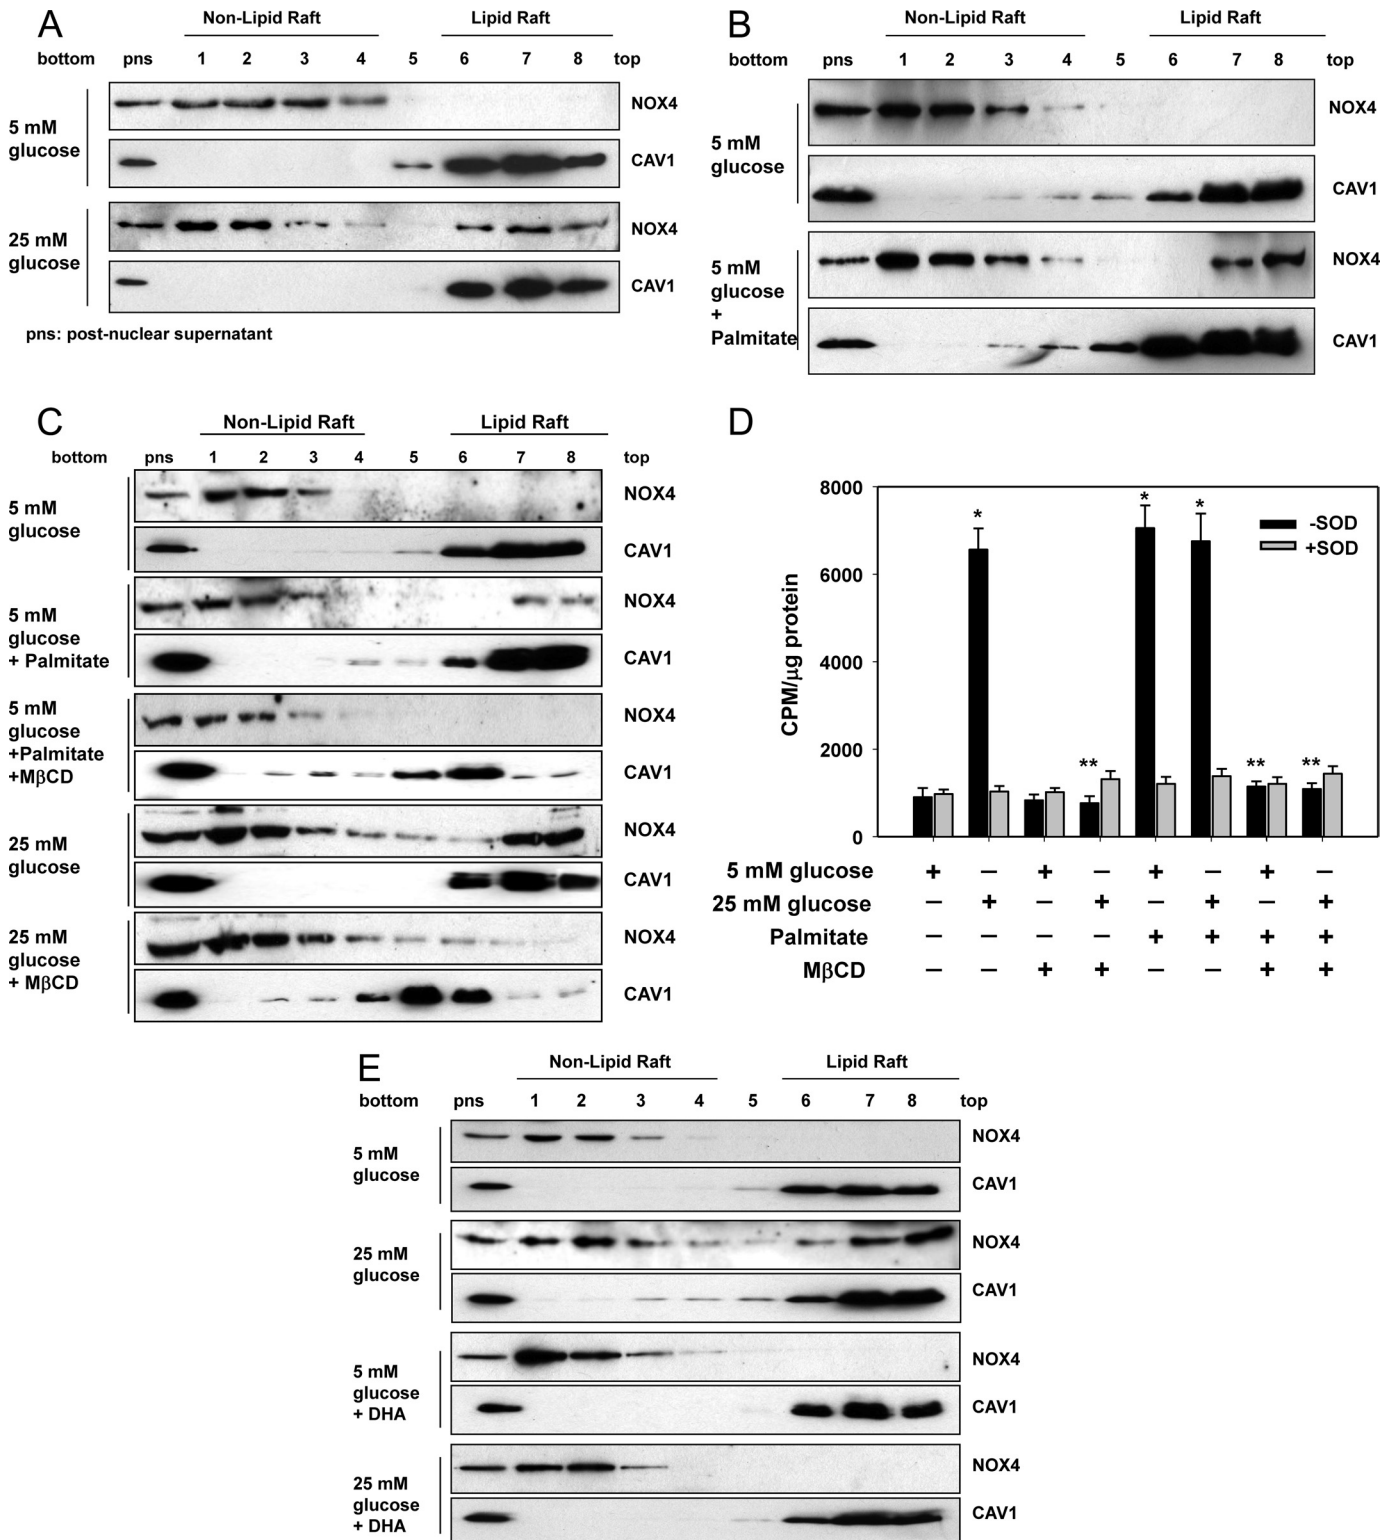 A
Non-Lipid Raft Lipid Raft
bottom pns 1 2 3 4 5 6 7 8 top
5 mM
glucose
NOX4
CAV1
25 mM
glucose
NOX4
CAV1
pns: post-nuclear supernatant
B
Non-Lipid Raft Lipid Raft
bottom pns 1 2 3 4 5 6 7 8 top
5 mM
glucose
NOX4
CAV1
5 mM
glucose
+
Palmitate
NOX4
CAV1
C
Non-Lipid Raft Lipid Raft
bottom pns 1 2 3 4 5 6 7 8 top
5 mM
glucose
NOX4
CAV1
5 mM
glucose
+ Palmitate
NOX4
CAV1
5 mM
glucose
+Palmitate
+MβCD
NOX4
CAV1
25 mM
glucose
NOX4
CAV1
25 mM
glucose
+ MβCD
NOX4
CAV1
D
CPM/μg protein
8000
6000
4000
2000
0
* ** * * ** **
-SOD
+SOD
5 mM glucose + – + – + – + –
25 mM glucose – + – + – + – +
Palmitate – – – – + + + +
MβCD – – + + – – + +
E
Non-Lipid Raft Lipid Raft
bottom pns 1 2 3 4 5 6 7 8 top
5 mM
glucose
NOX4
CAV1
25 mM
glucose
NOX4
CAV1
5 mM
glucose
+ DHA
NOX4
CAV1
25 mM
glucose
+ DHA
NOX4
CAV1